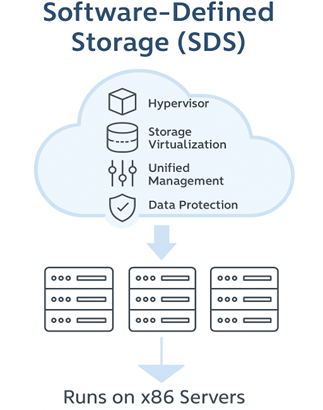 Software-Defined
Storage (SDS)
Hypervisor
Storage
Virtualization
Unified
Management
Data Protection
Runs on x86 Servers